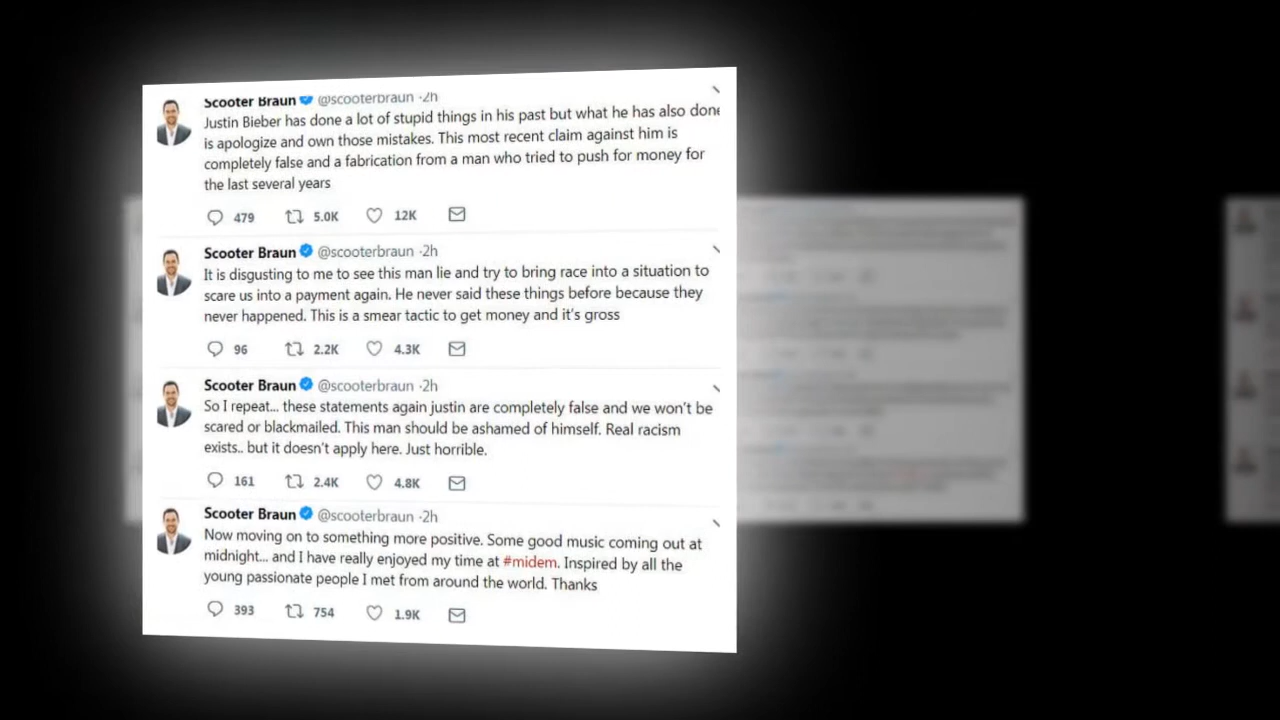 Scooter Braun @scooterbraun ·2h
Justin Bieber has done a lot of stupid things in his past but what he has also done
is apologize and own those mistakes. This most recent claim against him is
completely false and a fabrication from a man who tried to push for money for
the last several years
479 5.0K 12K
Scooter Braun @scooterbraun ·2h
It is disgusting to me to see this man lie and try to bring race into a situation to
scare us into a payment again. He never said these things before because they
never happened. This is a smear tactic to get money and it's gross
96 2.2K 4.3K
Scooter Braun @scooterbraun ·2h
So I repeat... these statements again justin are completely false and we won't be
scared or blackmailed. This man should be ashamed of himself. Real racism
exists.. but it doesn't apply here. Just horrible.
161 2.4K 4.8K
Scooter Braun @scooterbraun ·2h
Now moving on to something more positive. Some good music coming out at
midnight... and I have really enjoyed my time at #midem. Inspired by all the
young passionate people I met from around the world. Thanks
393 754 1.9K